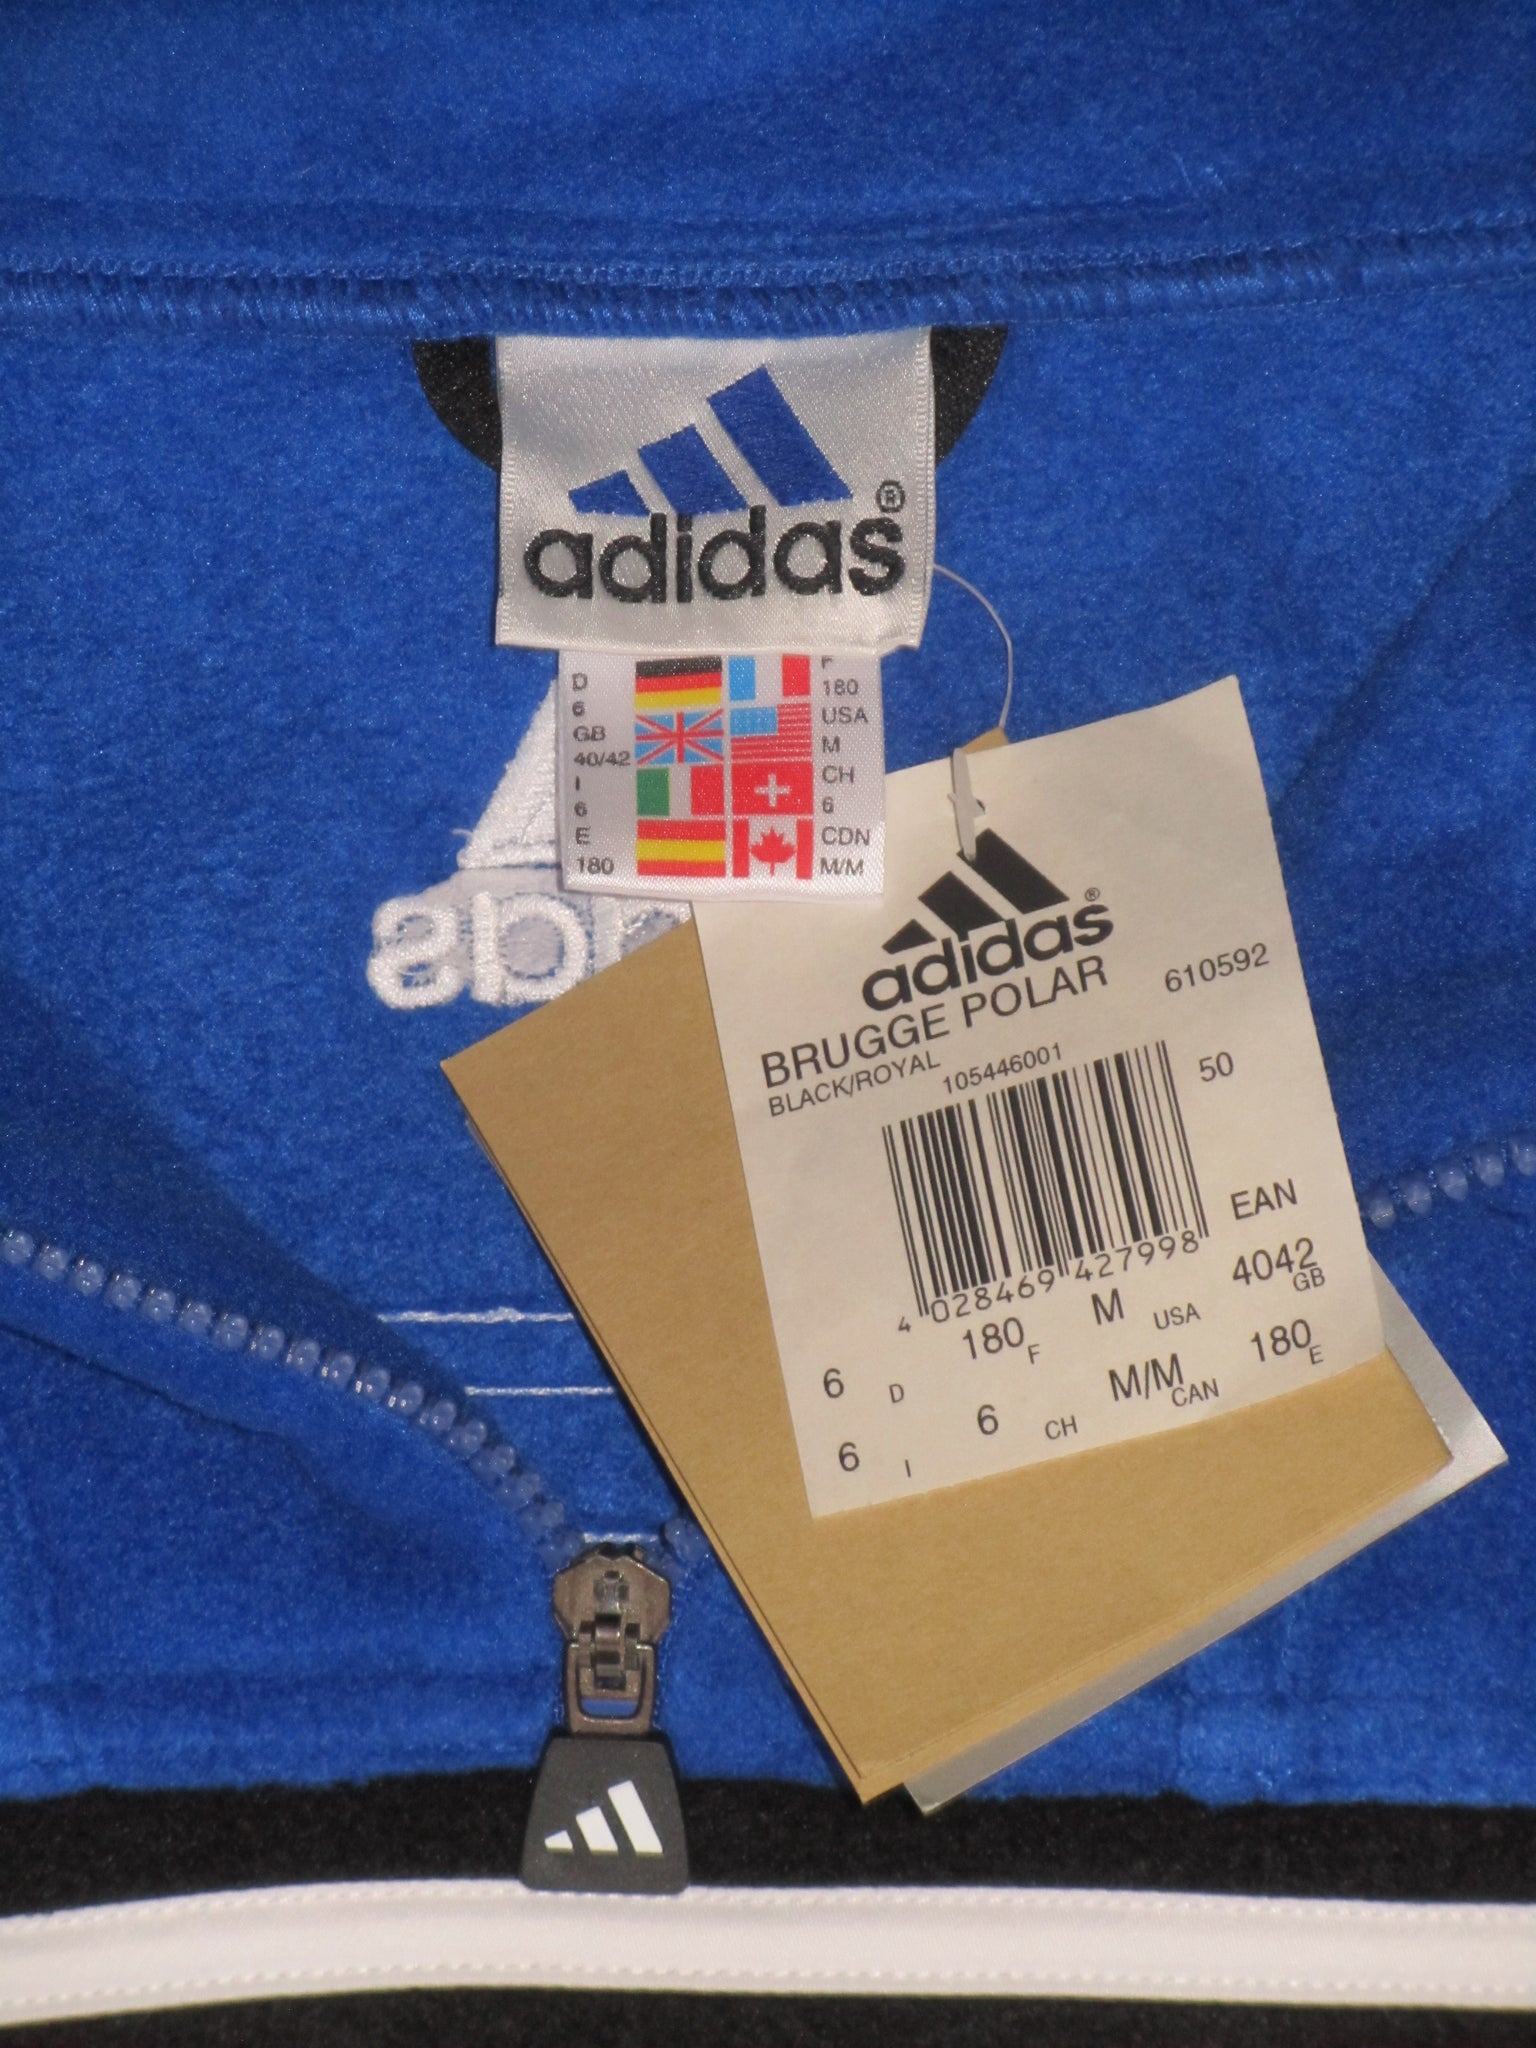 adidas®
D
6
GB
40/42
I
6
E
180
F
180
USA
M
CH
6
CDN
M/M
adidas®
BRUGGE POLAR 610592
BLACK/ROYAL 105446001 50
EAN
4 028469 427998
6 D 180 F M USA 4042 GB
6 I 6 CH M/M CAN 180 E